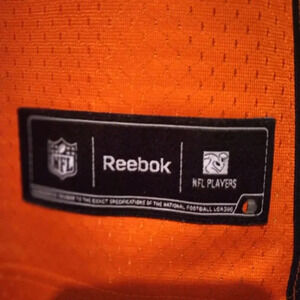 NFL
Reebok
NFL PLAYERS
TO THE EXACT SPECIFICATIONS OF THE NATIONAL FOOTBALL LEAGUE